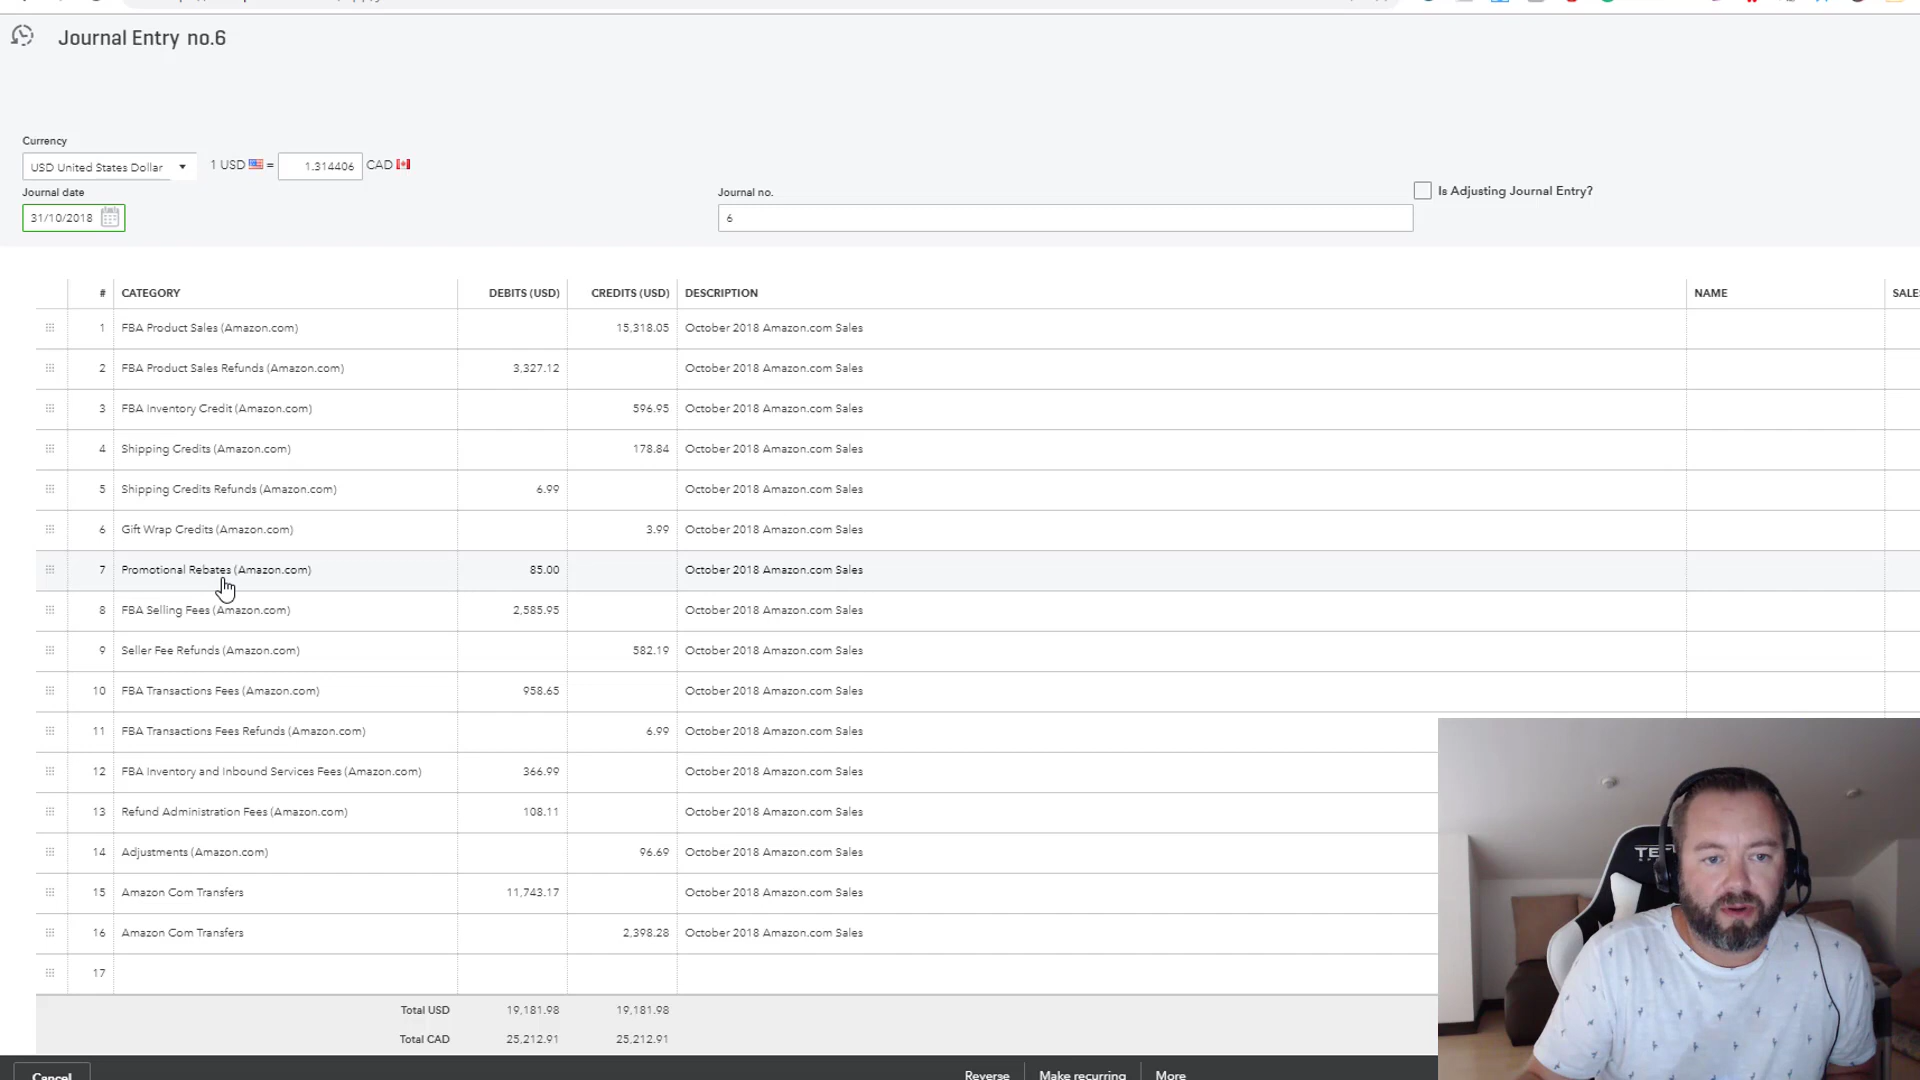 Journal Entry no.6
Currency
USD United States Dollar 1 USD = 1.314406 CAD
Journal date
31/10/2018
Journal no.
6
Is Adjusting Journal Entry?
# CATEGORY DEBITS (USD) CREDITS (USD) DESCRIPTION NAME SALES
1 FBA Product Sales (Amazon.com) 15,318.05 October 2018 Amazon.com Sales
2 FBA Product Sales Refunds (Amazon.com) 3,327.12 October 2018 Amazon.com Sales
3 FBA Inventory Credit (Amazon.com) 596.95 October 2018 Amazon.com Sales
4 Shipping Credits (Amazon.com) 178.84 October 2018 Amazon.com Sales
5 Shipping Credits Refunds (Amazon.com) 6.99 October 2018 Amazon.com Sales
6 Gift Wrap Credits (Amazon.com) 3.99 October 2018 Amazon.com Sales
7 Promotional Rebates (Amazon.com) 85.00 October 2018 Amazon.com Sales
8 FBA Selling Fees (Amazon.com) 2,585.95 October 2018 Amazon.com Sales
9 Seller Fee Refunds (Amazon.com) 582.19 October 2018 Amazon.com Sales
10 FBA Transactions Fees (Amazon.com) 958.65 October 2018 Amazon.com Sales
11 FBA Transactions Fees Refunds (Amazon.com) 6.99 October 2018 Amazon.com Sales
12 FBA Inventory and Inbound Services Fees (Amazon.com) 366.99 October 2018 Amazon.com Sales
13 Refund Administration Fees (Amazon.com) 108.11 October 2018 Amazon.com Sales
14 Adjustments (Amazon.com) 96.69 October 2018 Amazon.com Sales
15 Amazon Com Transfers 11,743.17 October 2018 Amazon.com Sales
16 Amazon Com Transfers 2,398.28 October 2018 Amazon.com Sales
17
Total USD 19,181.98 19,181.98
Total CAD 25,212.91 25,212.91
Cancel Reverse Make recurring More